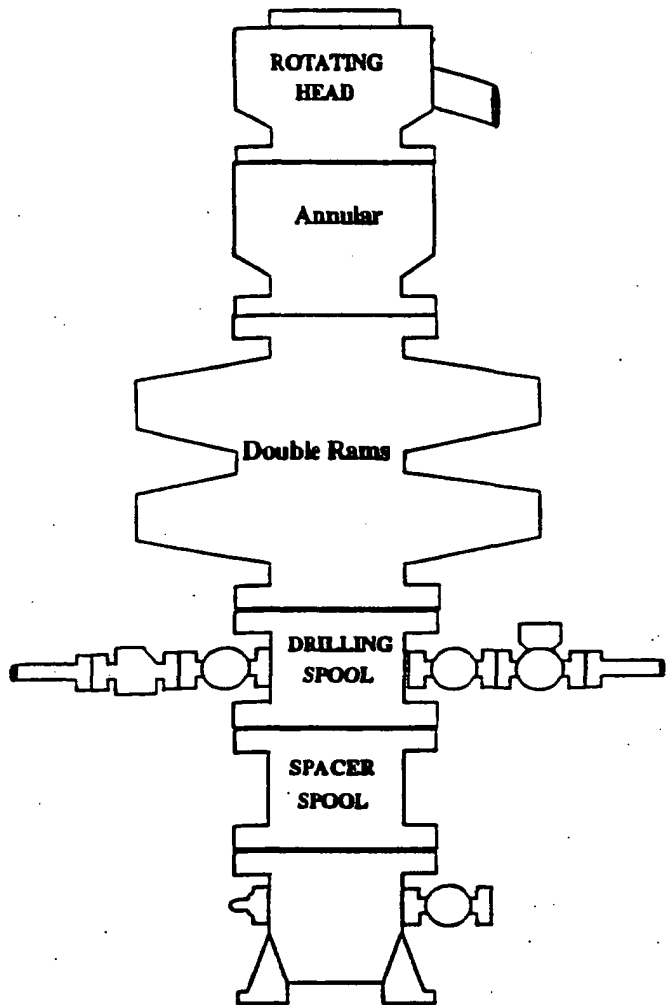 ROTATING
HEAD
Annular
Double Rams
DRILLING
SPOOL
SPACER
SPOOL